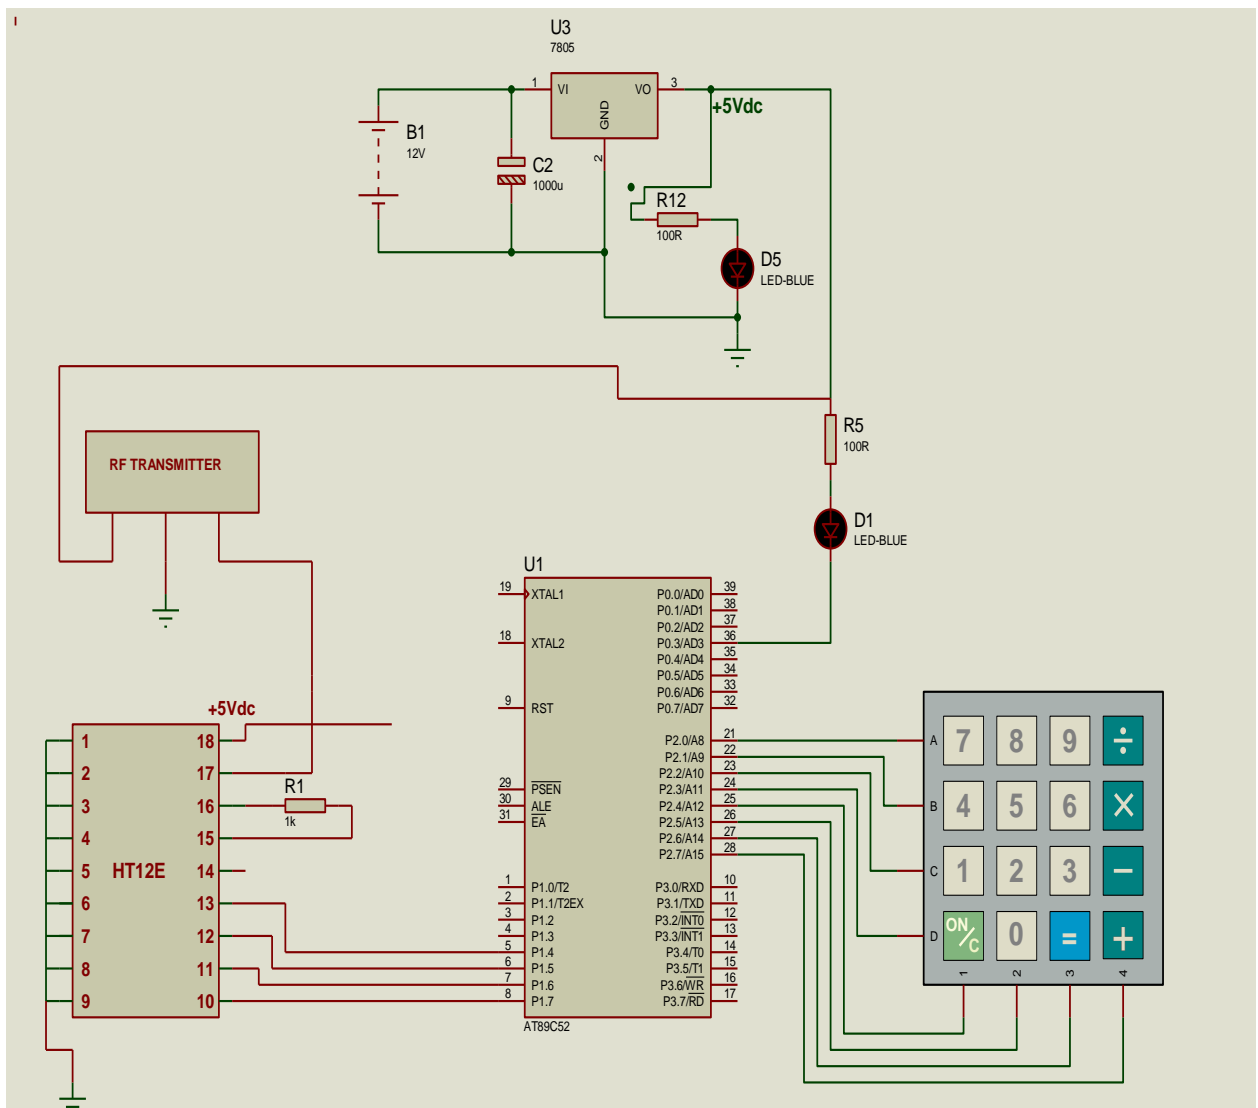 U3
7805
1
VI
VO
3
GND
2
+5Vdc
B1
12V
C2
1000u
R12
100R
D5
LED-BLUE
R5
100R
D1
LED-BLUE
RF TRANSMITTER
U1
19 XTAL1
18 XTAL2
9 RST
29 PSEN
30 ALE
31 EA
1 P1.0/T2
2 P1.1/T2EX
3 P1.2
4 P1.3
5 P1.4
6 P1.5
7 P1.6
8 P1.7
P0.0/AD0 39
P0.1/AD1 38
P0.2/AD2 37
P0.3/AD3 36
P0.4/AD4 35
P0.5/AD5 34
P0.6/AD6 33
P0.7/AD7 32
P2.0/A8 21
P2.1/A9 22
P2.2/A10 23
P2.3/A11 24
P2.4/A12 25
P2.5/A13 26
P2.6/A14 27
P2.7/A15 28
P3.0/RXD 10
P3.1/TXD 11
P3.2/INT0 12
P3.3/INT1 13
P3.4/T0 14
P3.5/T1 15
P3.6/WR 16
P3.7/RD 17
AT89C52
+5Vdc
1 18
2 17
3 16
4 15
5 HT12E 14
6 13
7 12
8 11
9 10
R1
1k
A 7 8 9 ÷
B 4 5 6 ×
C 1 2 3 −
D ON/C 0 = +
1 2 3 4